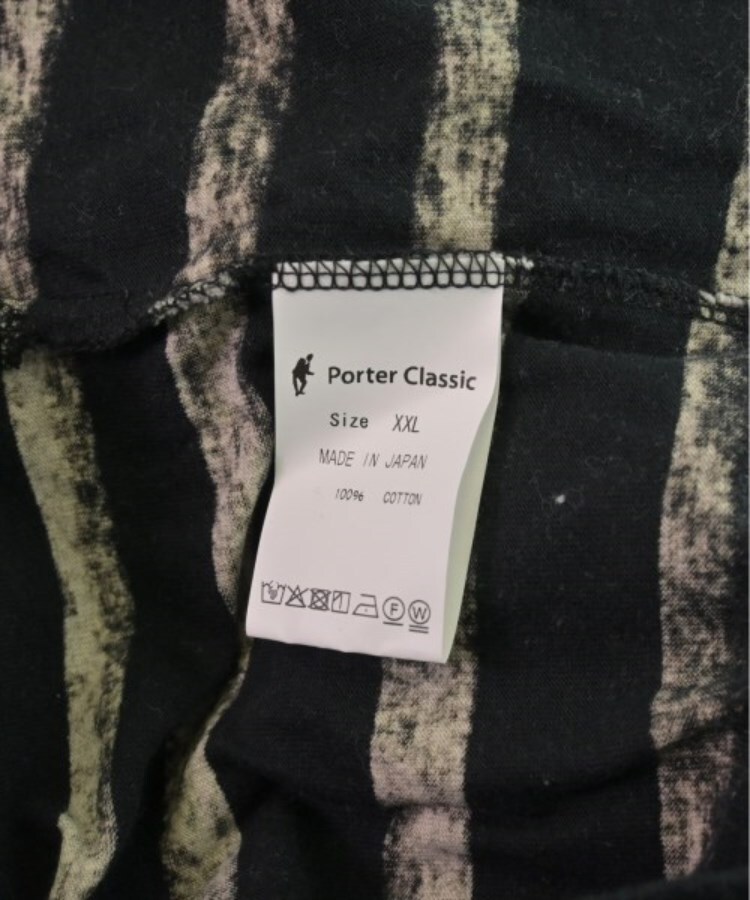 Porter Classic
Size XXL
MADE IN JAPAN
100% COTTON
F W